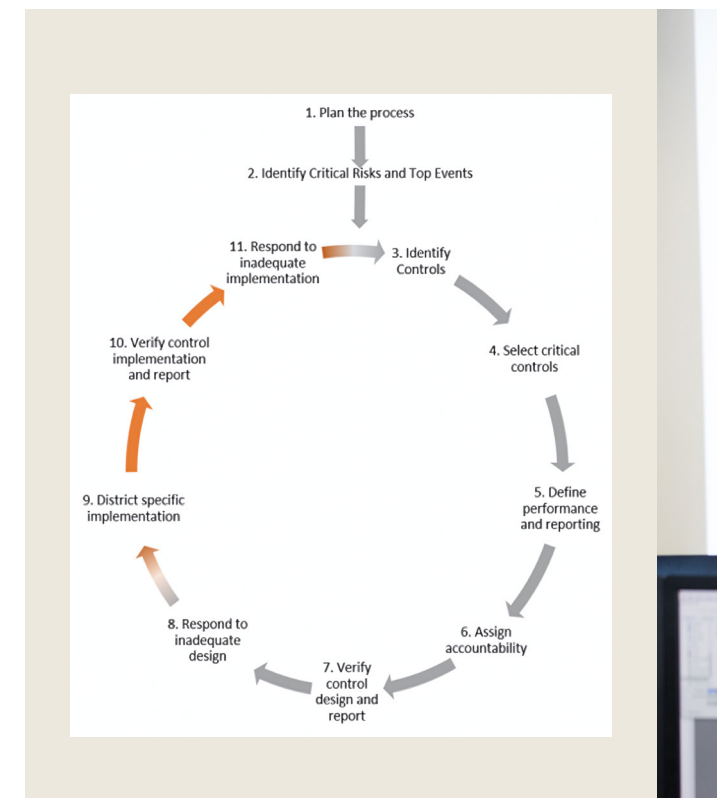 1. Plan the process
2. Identify Critical Risks and Top Events
3. Identify
Controls
4. Select critical
controls
5. Define
performance
and reporting
6. Assign
accountability
7. Verify
control
design and
report
8. Respond to
inadequate
design
9. District specific
implementation
10. Verify control
implementation
and report
11. Respond to
inadequate
implementation